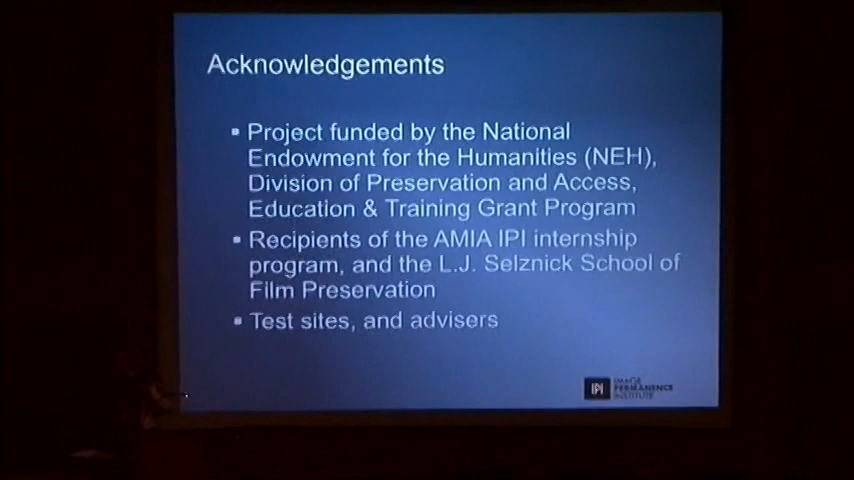 Acknowledgements
▪ Project funded by the National
Endowment for the Humanities (NEH),
Division of Preservation and Access,
Education & Training Grant Program
▪ Recipients of the AMIA IPI internship
program, and the L.J. Selznick School of
Film Preservation
▪ Test sites, and advisers
IPI
IMAGE
PERMANENCE
INSTITUTE